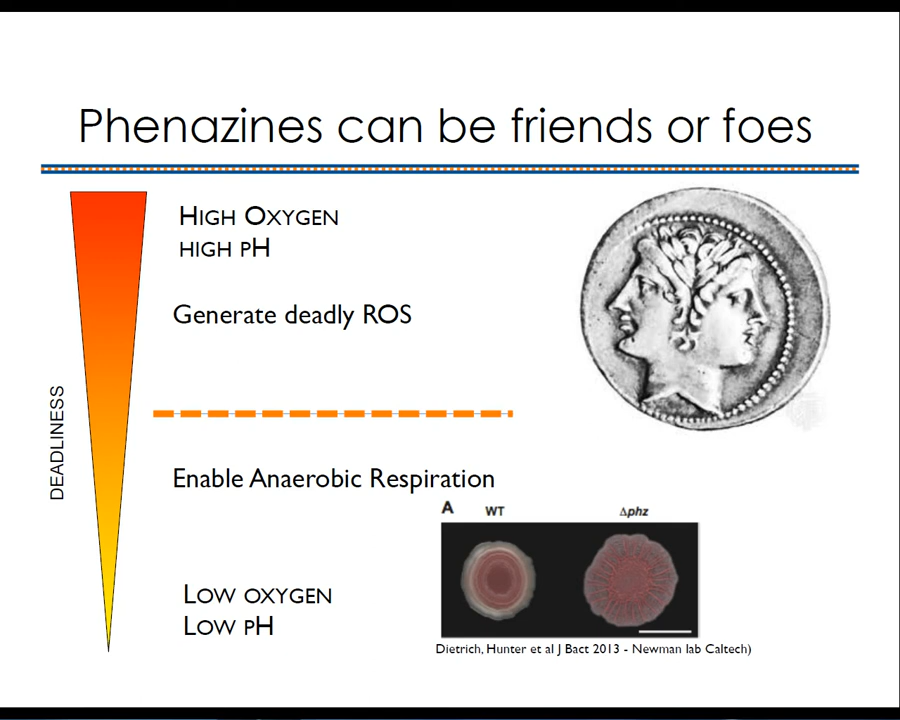 Phenazines can be friends or foes
HIGH OXYGEN
HIGH PH
Generate deadly ROS
DEADLINESS
Enable Anaerobic Respiration
A WT Δphz
LOW OXYGEN
LOW PH
Dietrich, Hunter et al J Bact 2013 - Newman lab Caltech)